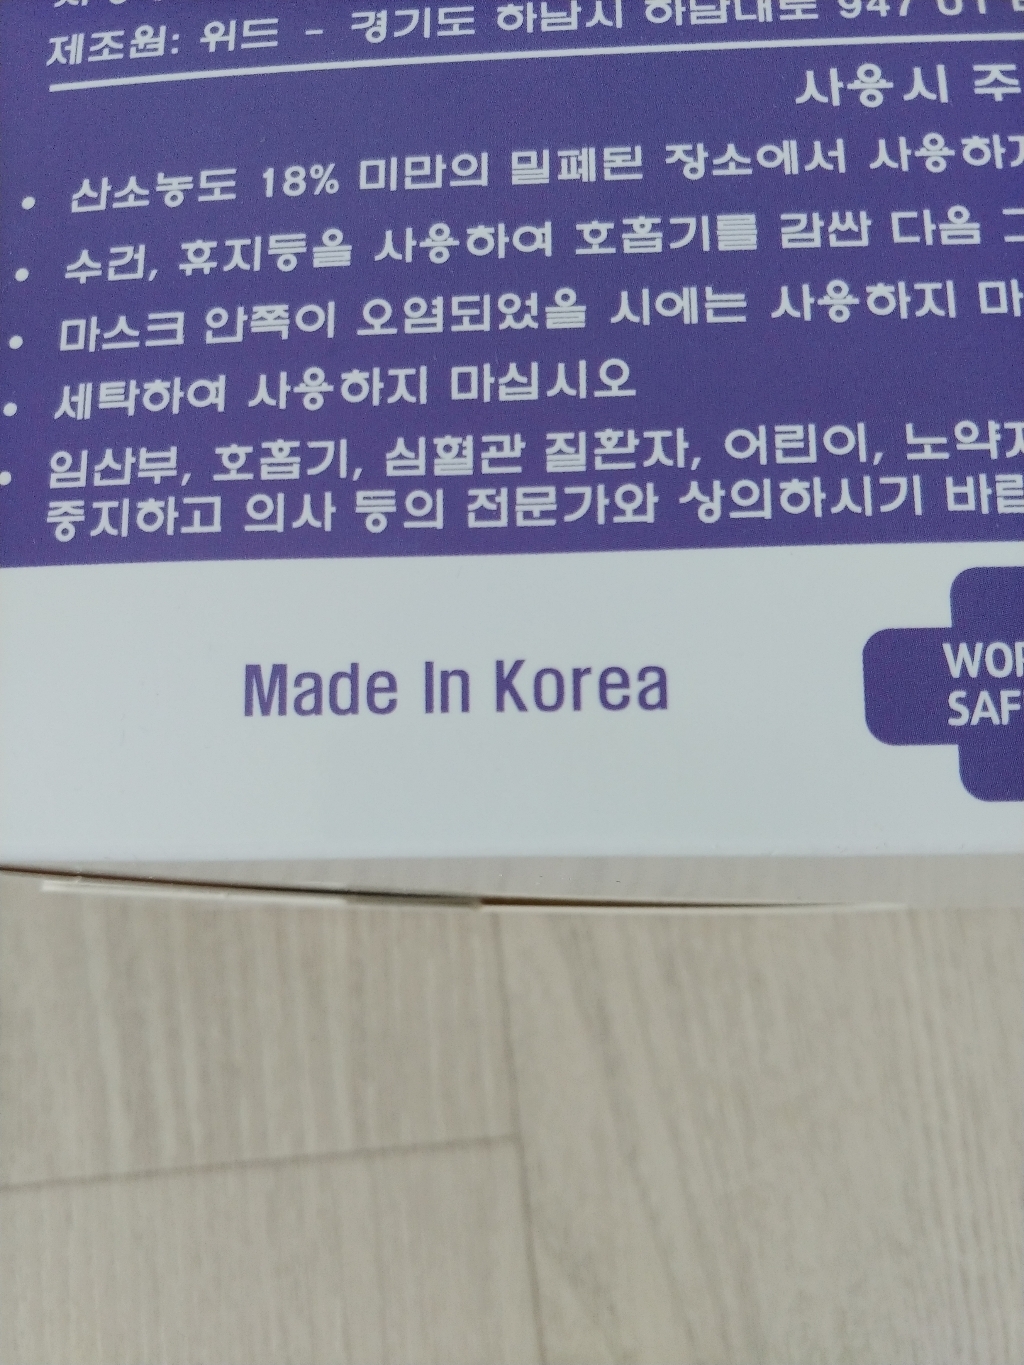 제조원: 위드 - 경기도 하남시 하남대로 947
사용시
• 산소농도 18% 미만의 밀폐된 장소에서
• 수건, 휴지등을 사용하여 호흡기를 감싼 다음
• 마스크 안쪽이 오염되었을 시에는 사용하지
• 세탁하여 사용하지 마십시오
• 임산부, 호흡기, 심혈관 질환자, 어린이,
중지하고 의사 등의 전문가와 상의하시기
Made In Korea